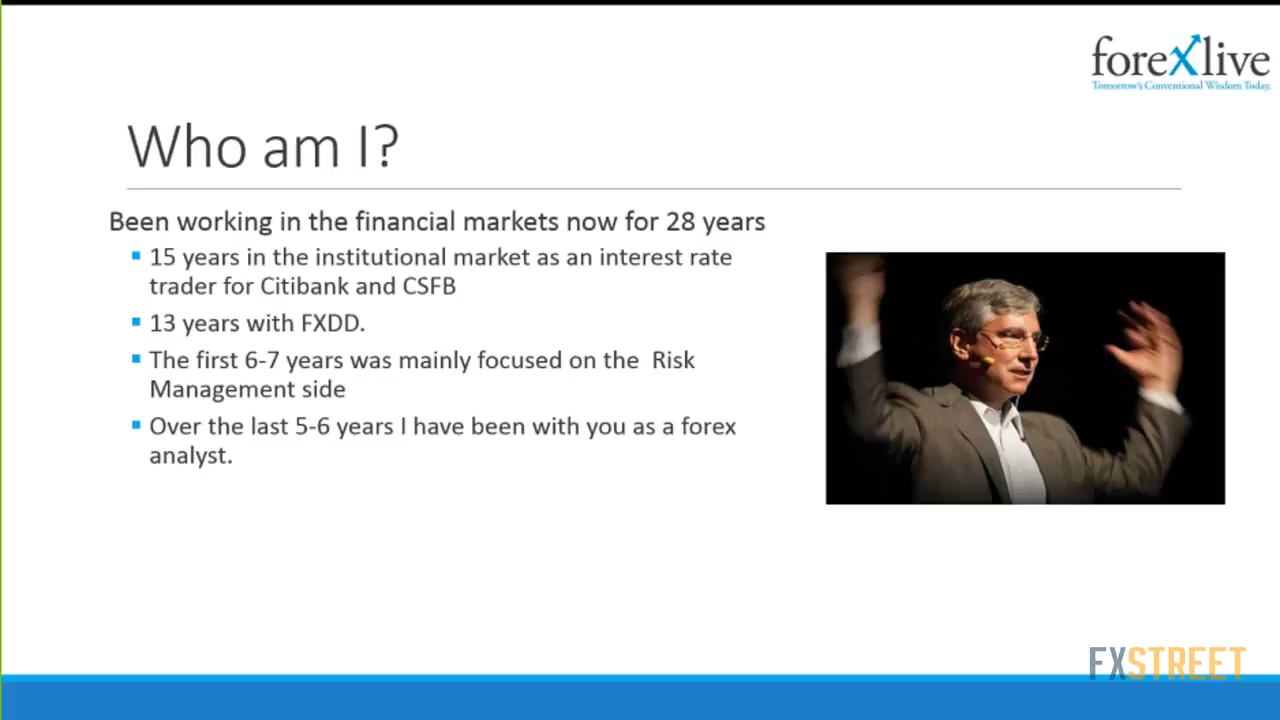 forexlive
Tomorrow's Conventional Wisdom Today.
Who am I?
Been working in the financial markets now for 28 years
15 years in the institutional market as an interest rate
trader for Citibank and CSFB
13 years with FXDD.
The first 6-7 years was mainly focused on the  Risk
Management side
Over the last 5-6 years I have been with you as a forex
analyst.
FXSTREET